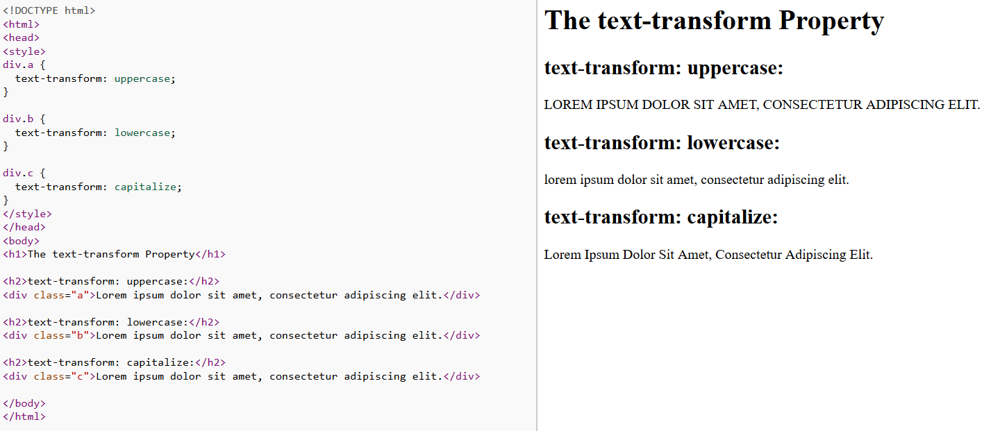 <!DOCTYPE html>
<html>
<head>
<style>
div.a {
  text-transform: uppercase;
}

div.b {
  text-transform: lowercase;
}

div.c {
  text-transform: capitalize;
}
</style>
</head>
<body>
<h1>The text-transform Property</h1>

<h2>text-transform: uppercase:</h2>
<div class="a">Lorem ipsum dolor sit amet, consectetur adipiscing elit.</div>

<h2>text-transform: lowercase:</h2>
<div class="b">Lorem ipsum dolor sit amet, consectetur adipiscing elit.</div>

<h2>text-transform: capitalize:</h2>
<div class="c">Lorem ipsum dolor sit amet, consectetur adipiscing elit.</div>

</body>
</html>
The text-transform Property
text-transform: uppercase:
LOREM IPSUM DOLOR SIT AMET, CONSECTETUR ADIPISCING ELIT.
text-transform: lowercase:
lorem ipsum dolor sit amet, consectetur adipiscing elit.
text-transform: capitalize:
Lorem Ipsum Dolor Sit Amet, Consectetur Adipiscing Elit.